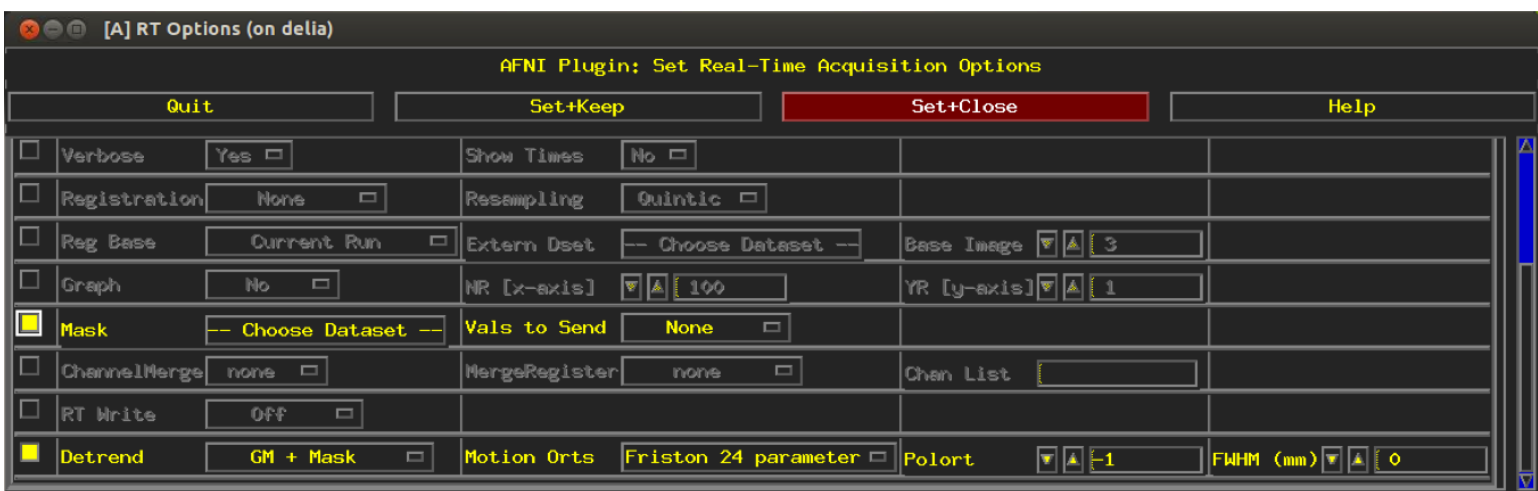 [A] RT Options (on delia)
AFNI Plugin: Set Real-Time Acquisition Options
Quit Set+Keep Set+Close Help
Verbose Yes Show Times No
Registration None Resampling Quintic
Reg Base Current Run Extern Dset -- Choose Dataset -- Base Image 3
Graph No NR [x-axis] 100 YR [y-axis] 1
Mask -- Choose Dataset -- Vals to Send None
ChannelMerge none MergeRegister none Chan List
RT Write Off
Detrend GM + Mask Motion Orts Friston 24 parameter Polort -1 FWHM (mm) 0